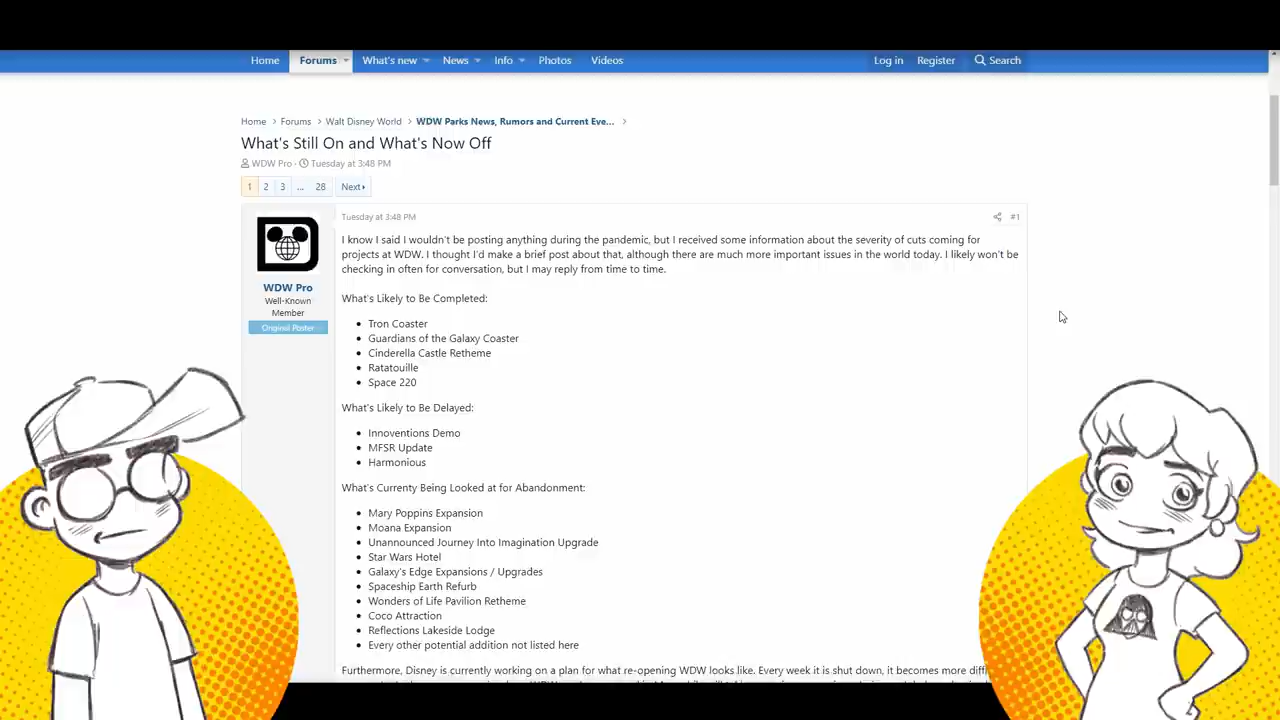 Home Forums What's new News Info Photos Videos Log in Register Search
Home > Forums > Walt Disney World > WDW Parks News, Rumors and Current Eve... >
What's Still On and What's Now Off
WDW Pro · Tuesday at 3:48 PM
1 2 3 ... 28 Next
Tuesday at 3:48 PM #1
I know I said I wouldn't be posting anything during the pandemic, but I received some information about the severity of cuts coming for
projects at WDW. I thought I'd make a brief post about that, although there are much more important issues in the world today. I likely won't be
checking in often for conversation, but I may reply from time to time.
WDW Pro
Well-Known
Member
Original Poster
What's Likely to Be Completed:
• Tron Coaster
• Guardians of the Galaxy Coaster
• Cinderella Castle Retheme
• Ratatouille
• Space 220
What's Likely to Be Delayed:
• Innoventions Demo
• MFSR Update
• Harmonious
What's Currenty Being Looked at for Abandonment:
• Mary Poppins Expansion
• Moana Expansion
• Unannounced Journey Into Imagination Upgrade
• Star Wars Hotel
• Galaxy's Edge Expansions / Upgrades
• Spaceship Earth Refurb
• Wonders of Life Pavilion Retheme
• Coco Attraction
• Reflections Lakeside Lodge
• Every other potential addition not listed here
Furthermore, Disney is currently working on a plan for what re-opening WDW looks like. Every week it is shut down, it becomes more